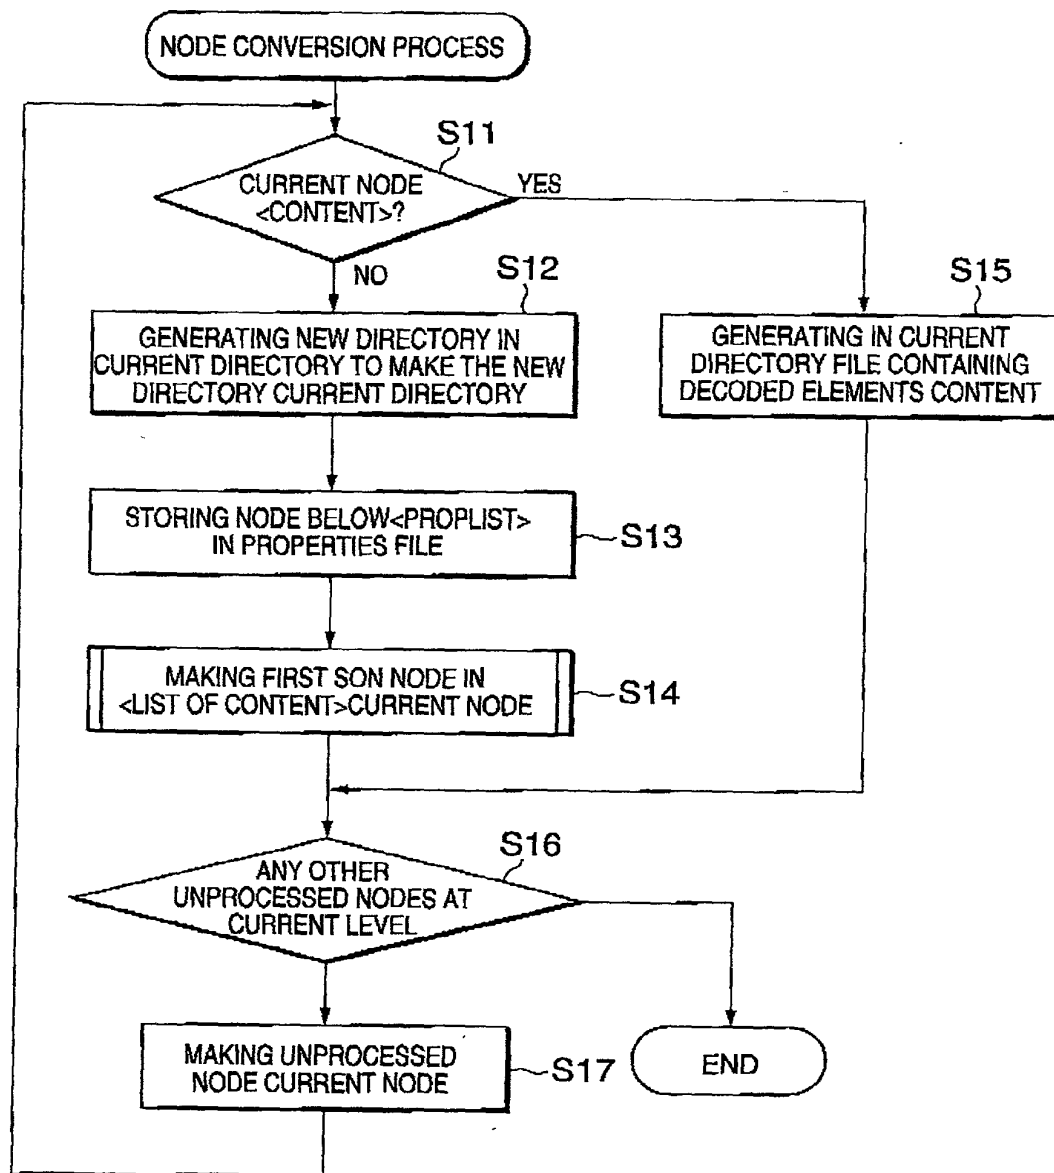 NODE CONVERSION PROCESS
S11
CURRENT NODE
<CONTENT>?
YES
NO
S12
GENERATING NEW DIRECTORY IN
CURRENT DIRECTORY TO MAKE THE NEW
DIRECTORY CURRENT DIRECTORY
S15
GENERATING IN CURRENT
DIRECTORY FILE CONTAINING
DECODED ELEMENTS CONTENT
STORING NODE BELOW<PROPLIST>
IN PROPERTIES FILE
S13
MAKING FIRST SON NODE IN
<LIST OF CONTENT>CURRENT NODE
S14
S16
ANY OTHER
UNPROCESSED NODES AT
CURRENT LEVEL
MAKING UNPROCESSED
NODE CURRENT NODE
S17
END